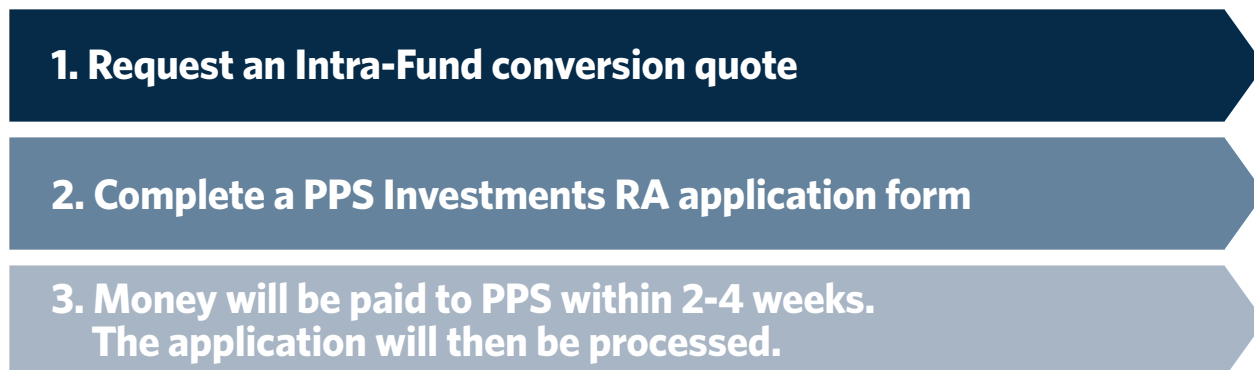 1. Request an Intra-Fund conversion quote
2. Complete a PPS Investments RA application form
3. Money will be paid to PPS within 2-4 weeks.
The application will then be processed.